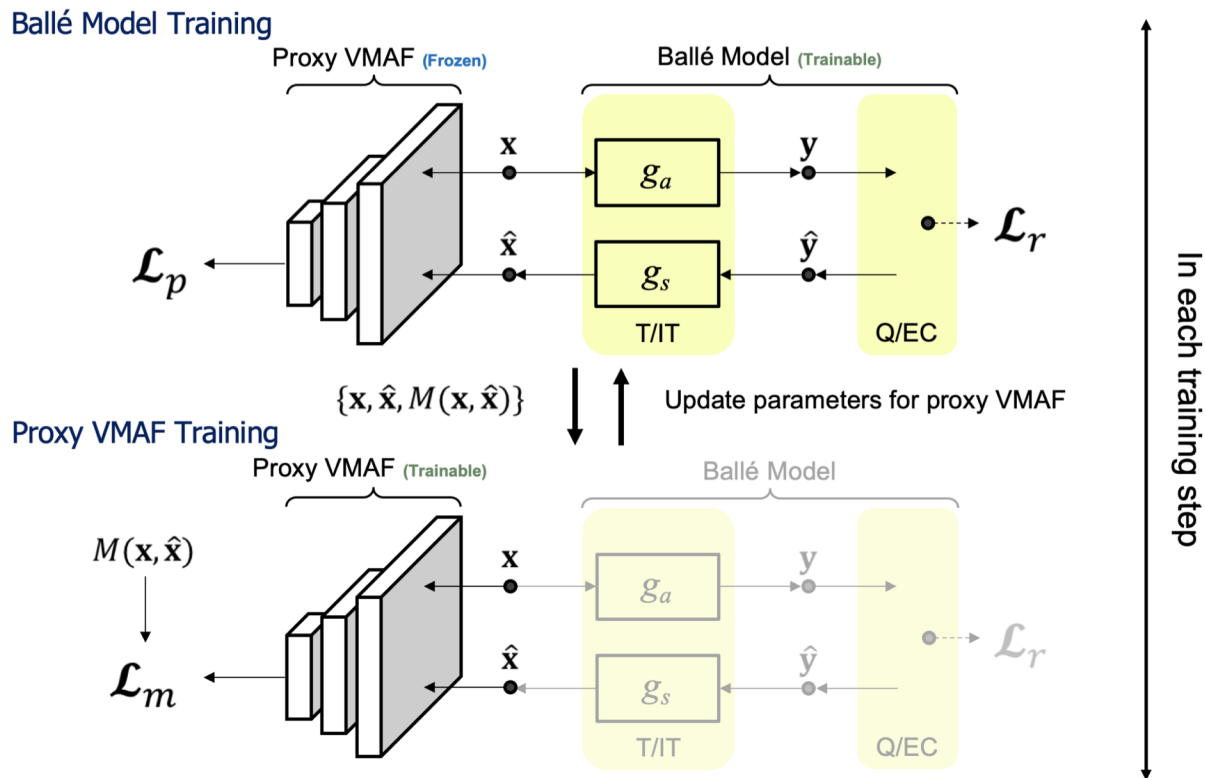 Ballé Model Training
Proxy VMAF (Frozen)
Ballé Model (Trainable)
x
g_a
y
ℒ_p
x̂
g_s
ŷ
ℒ_r
T/IT
Q/EC
{x, x̂, M(x, x̂)}
Update parameters for proxy VMAF
In each training step
Proxy VMAF Training
Proxy VMAF (Trainable)
Ballé Model
M(x, x̂)
x
g_a
y
ℒ_m
x̂
g_s
ŷ
ℒ_r
T/IT
Q/EC